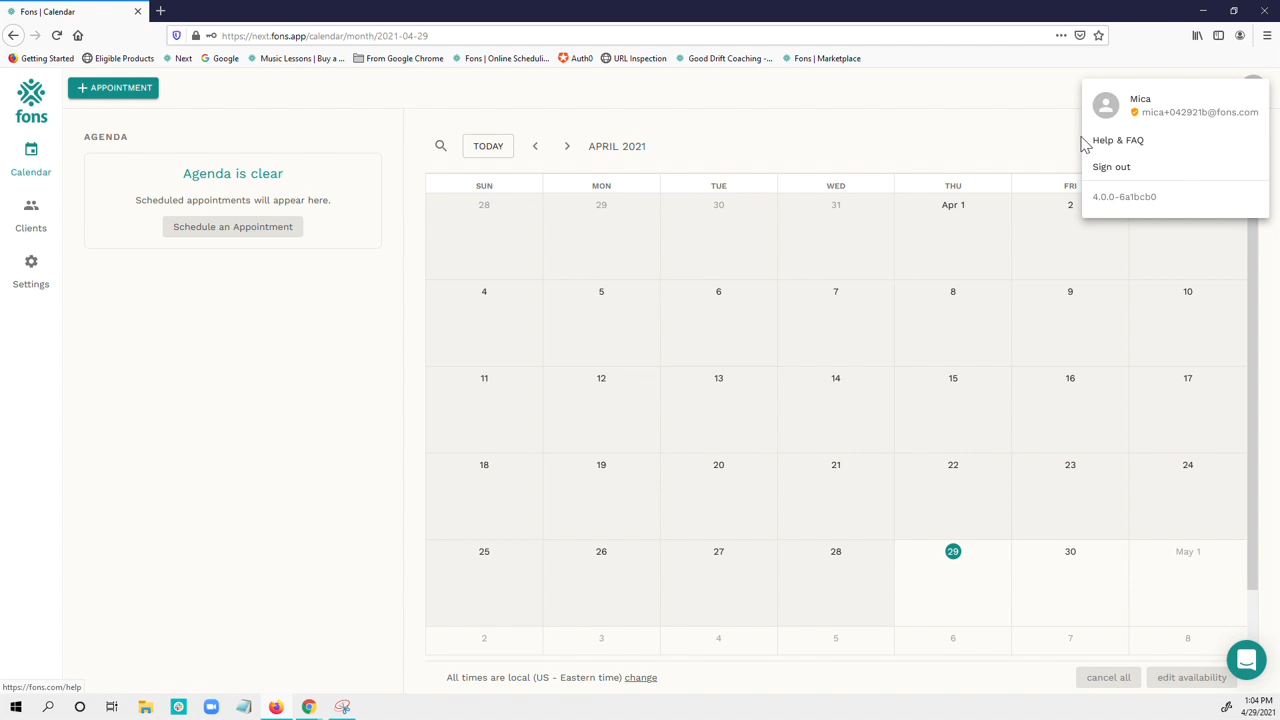 Fons | Calendar
https://next.fons.app/calendar/month/2021-04-29
Getting Started Eligible Products Next Google Music Lessons | Buy a ... From Google Chrome Fons | Online Scheduli... Auth0 URL Inspection Good Drift Coaching -... Fons | Marketplace
fons
APPOINTMENT
Calendar
Clients
Settings
AGENDA
Agenda is clear
Scheduled appointments will appear here.
Schedule an Appointment
TODAY APRIL 2021
SUN MON TUE WED THU FRI
28 29 30 31 Apr 1 2
4 5 6 7 8 9 10
11 12 13 14 15 16 17
18 19 20 21 22 23 24
25 26 27 28 29 30 May 1
2 3 4 5 6 7 8
Mica
mica+042921b@fons.com
Help & FAQ
Sign out
4.0.0-6a1bcb0
All times are local (US - Eastern time) change
cancel all edit availability
https://fons.com/help
1:04 PM
4/29/2021